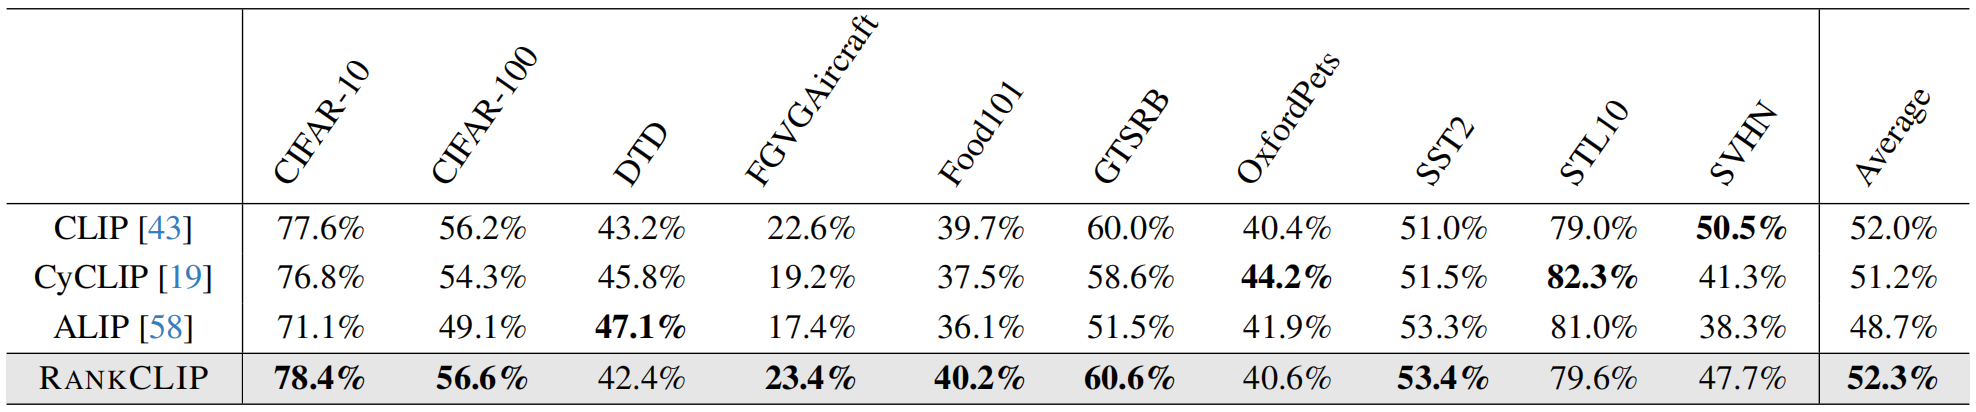 CIFAR-10 CIFAR-100 DTD FGVGAircraft Food101 GTSRB OxfordPets SST2 STL10 SVHN Average
CLIP [43] 77.6% 56.2% 43.2% 22.6% 39.7% 60.0% 40.4% 51.0% 79.0% 50.5% 52.0%
CyCLIP [19] 76.8% 54.3% 45.8% 19.2% 37.5% 58.6% 44.2% 51.5% 82.3% 41.3% 51.2%
ALIP [58] 71.1% 49.1% 47.1% 17.4% 36.1% 51.5% 41.9% 53.3% 81.0% 38.3% 48.7%
RANKCLIP 78.4% 56.6% 42.4% 23.4% 40.2% 60.6% 40.6% 53.4% 79.6% 47.7% 52.3%